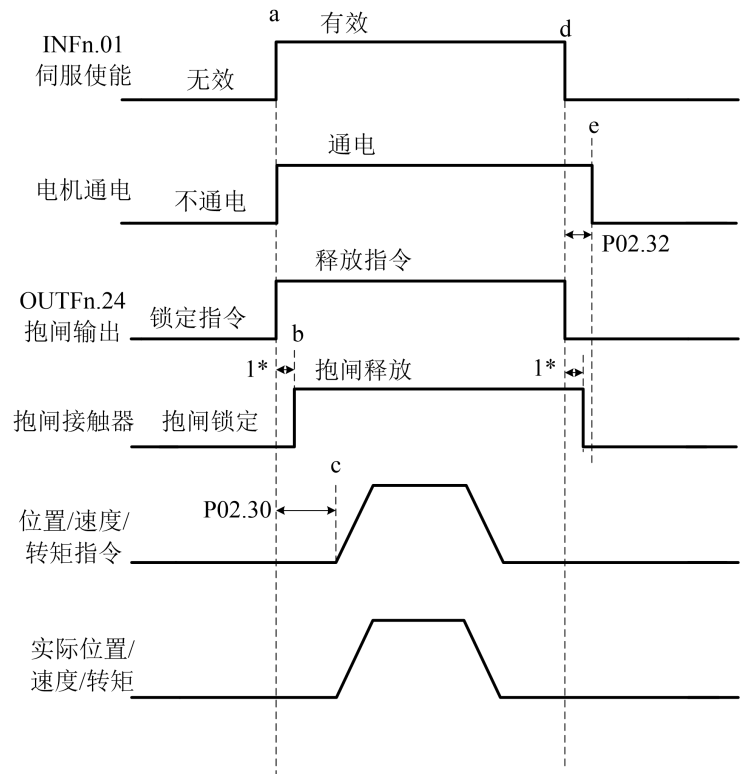 a
有效
d
INFn.01
伺服使能
无效
e
通电
电机通电
不通电
P02.32
释放指令
OUTFn.24
抱闸输出
锁定指令
b
1*
抱闸释放
1*
抱闸接触器
抱闸锁定
c
P02.30
位置/速度/
转矩指令
实际位置/
速度/转矩